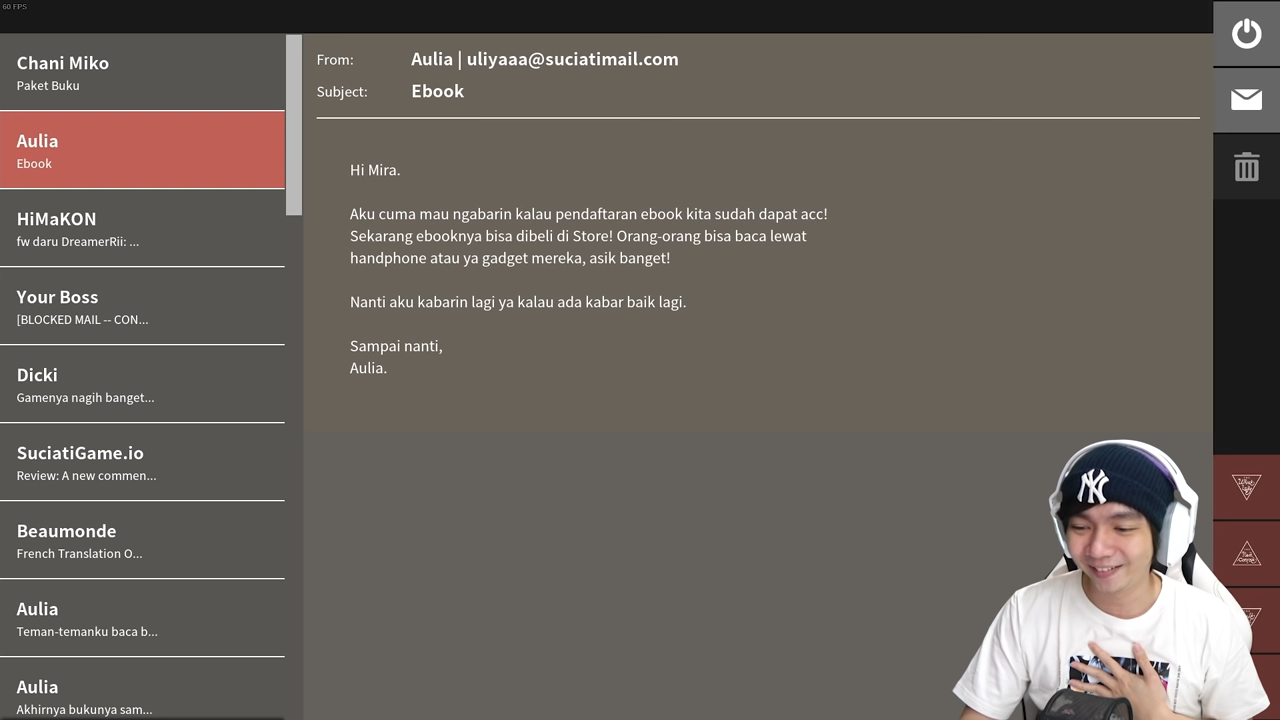 60 FPS
Chani Miko
Paket Buku
Aulia
Ebook
HiMaKON
fw daru DreamerRii: ...
Your Boss
[BLOCKED MAIL -- CON...
Dicki
Gamenya nagih banget...
SuciatiGame.io
Review: A new commen...
Beaumonde
French Translation O...
Aulia
Teman-temanku baca b...
Aulia
Akhirnya bukunya sam...
From: Aulia | uliyaaa@suciatimail.com
Subject: Ebook
Hi Mira.
Aku cuma mau ngabarin kalau pendaftaran ebook kita sudah dapat acc!
Sekarang ebooknya bisa dibeli di Store! Orang-orang bisa baca lewat
handphone atau ya gadget mereka, asik banget!
Nanti aku kabarin lagi ya kalau ada kabar baik lagi.
Sampai nanti,
Aulia.
NY